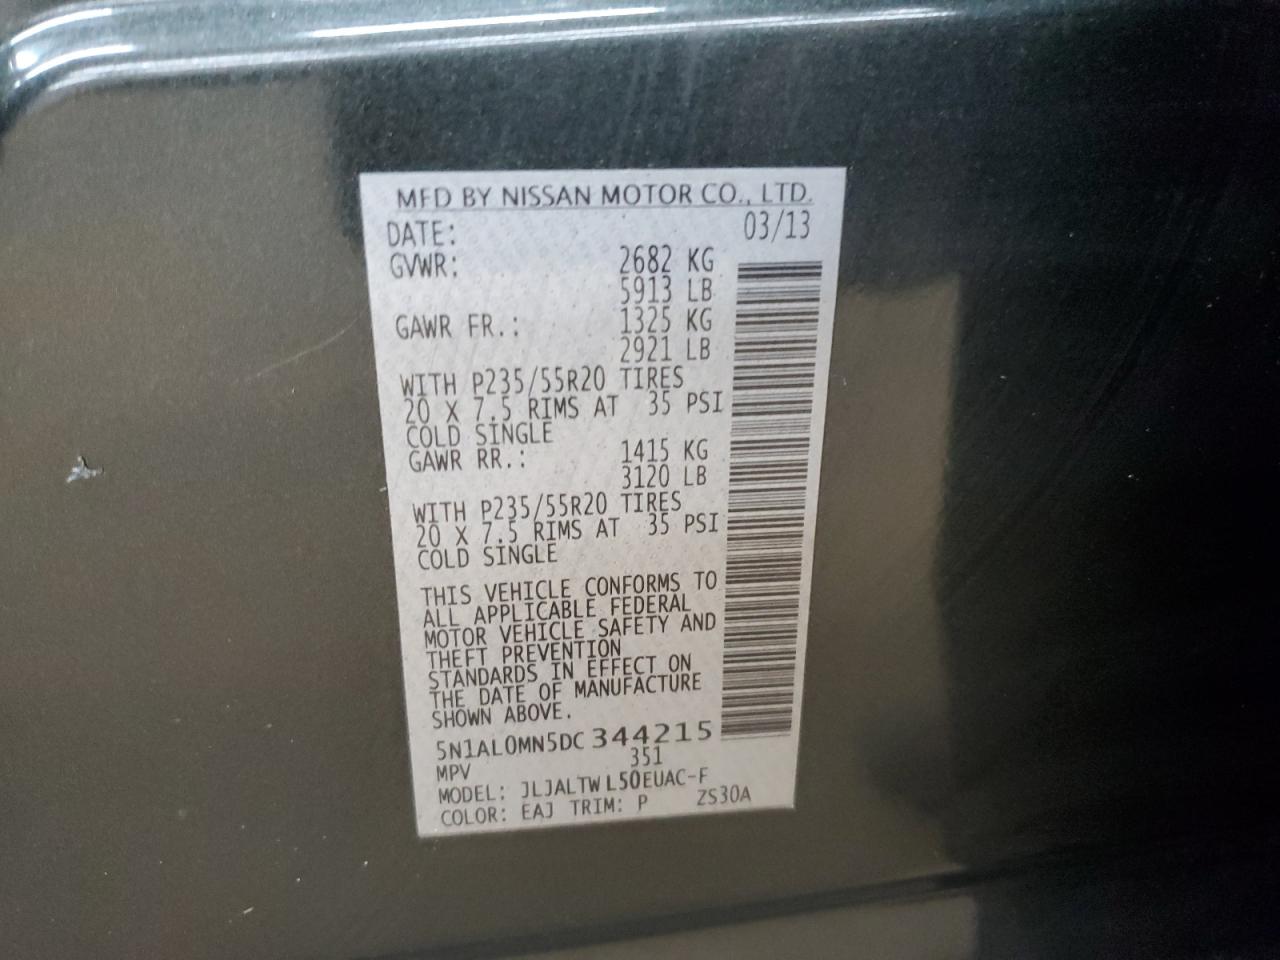 MFD BY NISSAN MOTOR CO., LTD.
DATE: 03/13
GVWR: 2682 KG
5913 LB
GAWR FR.: 1325 KG
2921 LB
WITH P235/55R20 TIRES
20 X 7.5 RIMS AT 35 PSI
COLD SINGLE
GAWR RR.: 1415 KG
3120 LB
WITH P235/55R20 TIRES
20 X 7.5 RIMS AT 35 PSI
COLD SINGLE
THIS VEHICLE CONFORMS TO
ALL APPLICABLE FEDERAL
MOTOR VEHICLE SAFETY AND
THEFT PREVENTION
STANDARDS IN EFFECT ON
THE DATE OF MANUFACTURE
SHOWN ABOVE.
5N1AL0MN5DC344215
MPV 351
MODEL: JLJALTWL50EUAC-F
COLOR: EAJ TRIM: P ZS30A